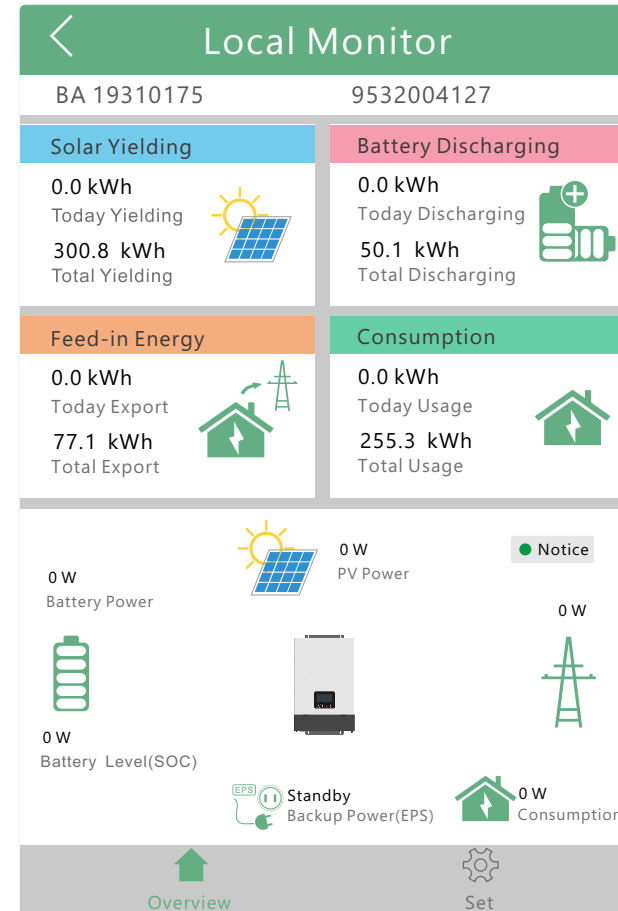 Local Monitor
BA 19310175 9532004127
Solar Yielding
0.0 kWh
Today Yielding
300.8 kWh
Total Yielding
Battery Discharging
0.0 kWh
Today Discharging
50.1 kWh
Total Discharging
Feed-in Energy
0.0 kWh
Today Export
77.1 kWh
Total Export
Consumption
0.0 kWh
Today Usage
255.3 kWh
Total Usage
0 W
PV Power
Notice
0 W
Battery Power
0 W
0 W
Battery Level(SOC)
EPS
Standby
Backup Power(EPS)
0 W
Consumption
Overview
Set